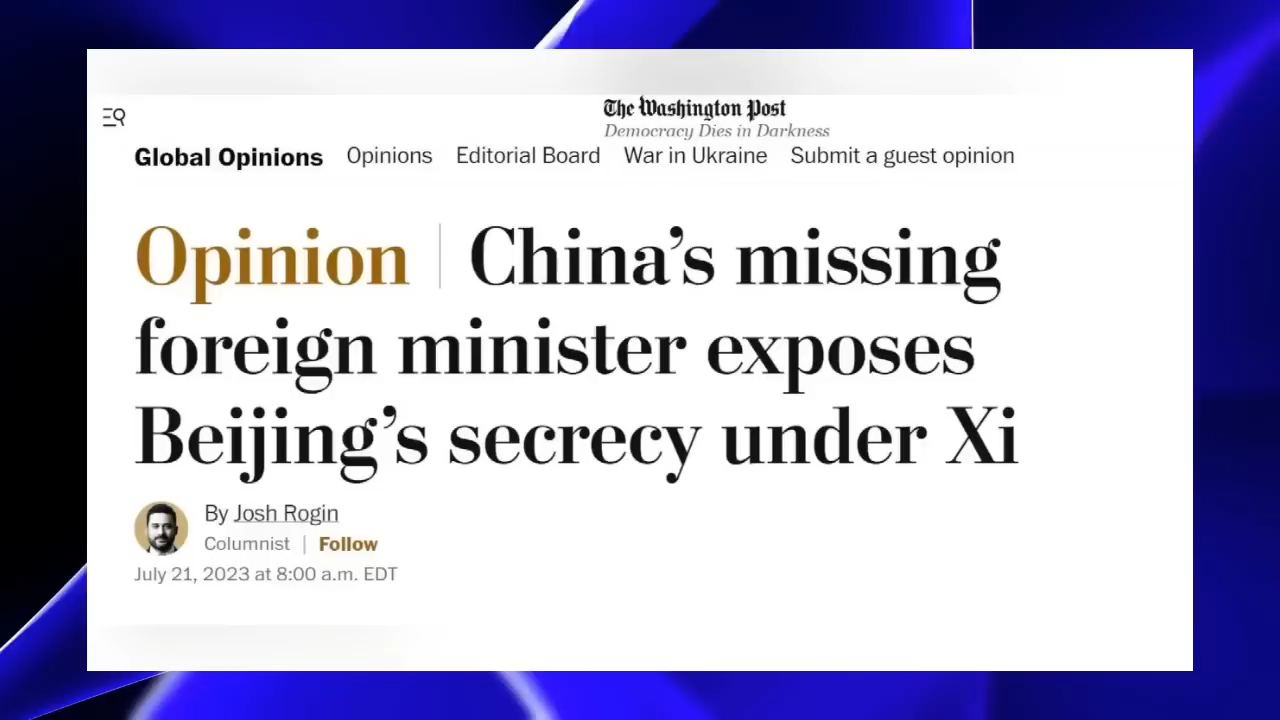 The Washington Post
Democracy Dies in Darkness
Global Opinions Opinions Editorial Board War in Ukraine Submit a guest opinion
Opinion | China’s missing
foreign minister exposes
Beijing’s secrecy under Xi
By Josh Rogin
Columnist | Follow
July 21, 2023 at 8:00 a.m. EDT